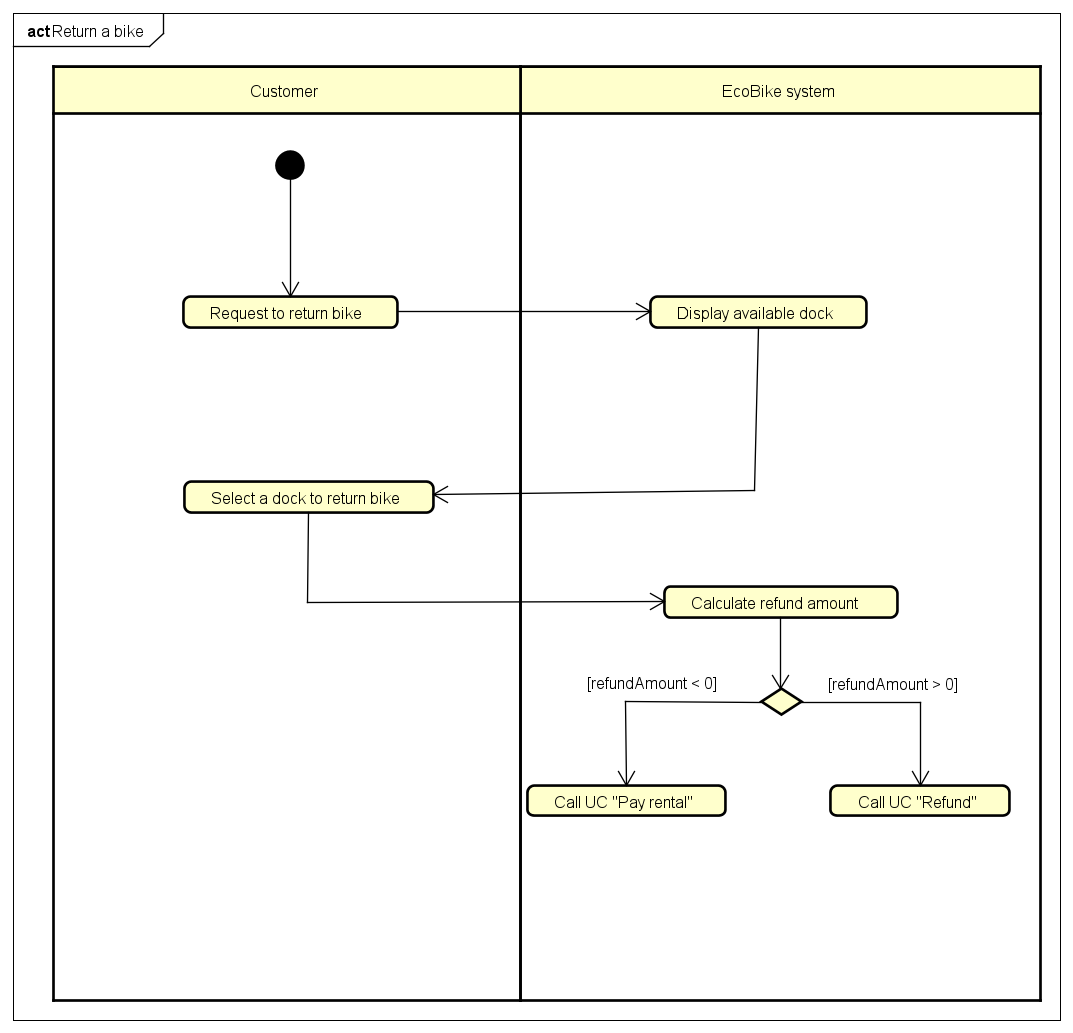 act Return a bike
Customer
EcoBike system
Request to return bike
Display available dock
Select a dock to return bike
Calculate refund amount
[refundAmount < 0]
[refundAmount > 0]
Call UC "Pay rental"
Call UC "Refund"